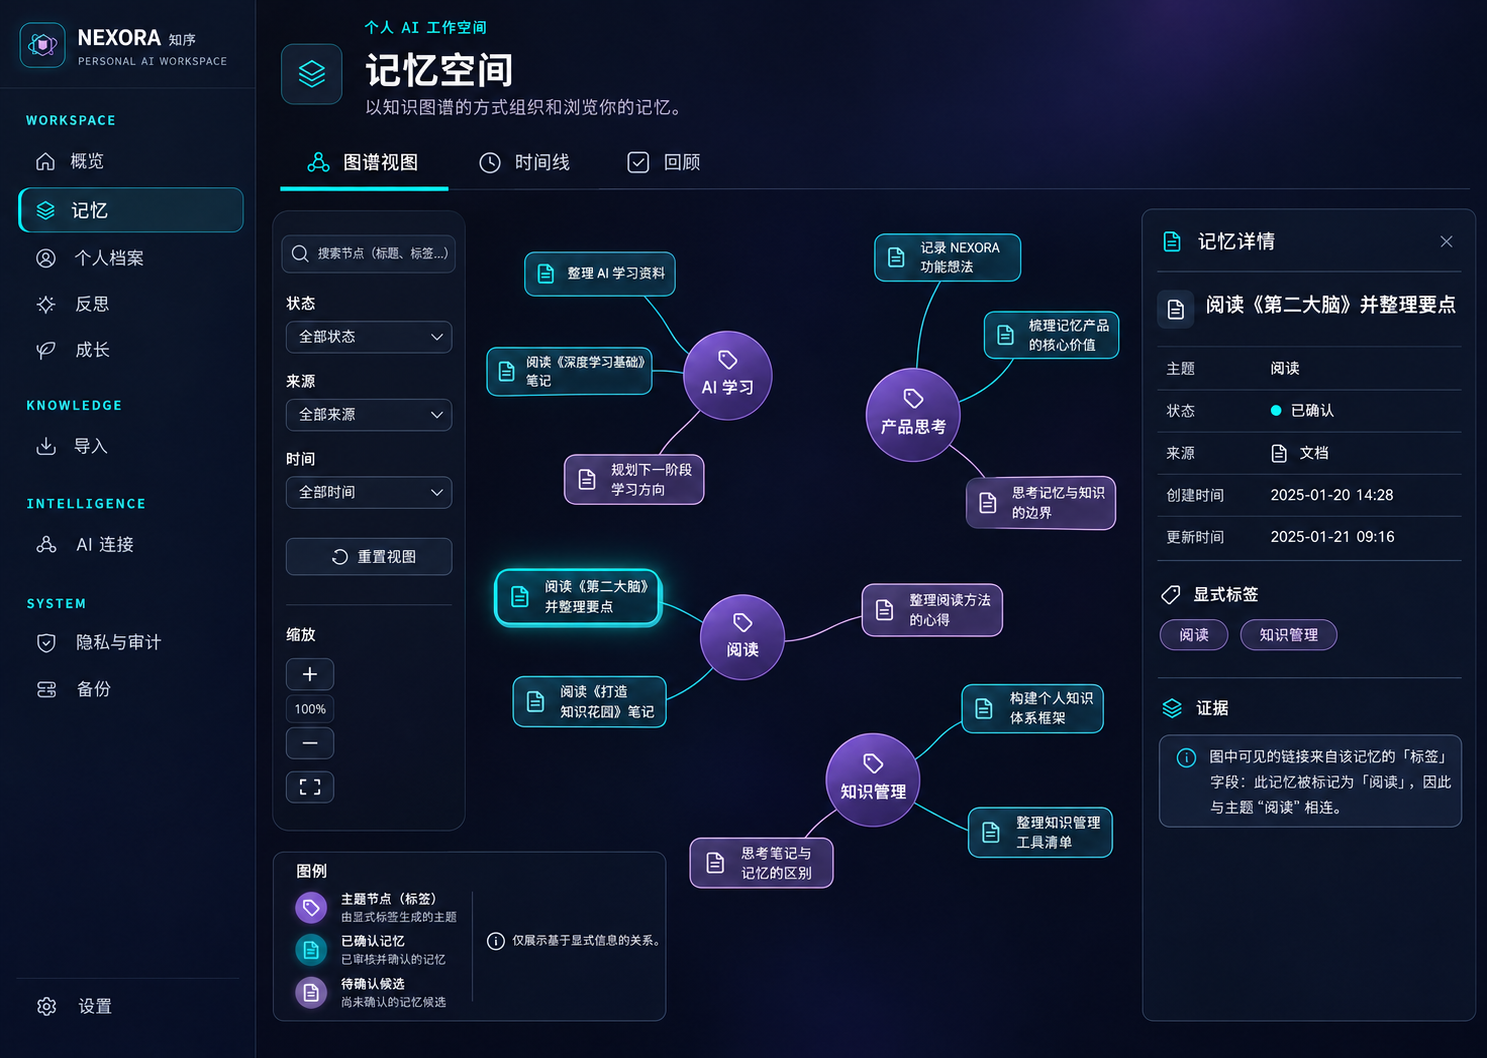 NEXORA 知序
PERSONAL AI WORKSPACE
WORKSPACE
概览
记忆
个人档案
反思
成长
KNOWLEDGE
导入
INTELLIGENCE
AI 连接
SYSTEM
隐私与审计
备份
设置
个人 AI 工作空间
记忆空间
以知识图谱的方式组织和浏览你的记忆。
图谱视图
时间线
回顾
搜索节点（标题、标签...）
状态
全部状态
来源
全部来源
时间
全部时间
重置视图
缩放
100%
整理 AI 学习资料
阅读《深度学习基础》
笔记
AI 学习
规划下一阶段
学习方向
记录 NEXORA
功能想法
梳理记忆产品
的核心价值
产品思考
思考记忆与知识
的边界
阅读《第二大脑》
并整理要点
阅读
整理阅读方法
的心得
阅读《打造
知识花园》笔记
构建个人知识
体系框架
知识管理
整理知识管理
工具清单
思考笔记与
记忆的区别
图例
主题节点（标签）
由显式标签生成的主题
已确认记忆
已审核并确认的记忆
待确认候选
尚未确认的记忆候选
仅展示基于显式信息的关系。
记忆详情
阅读《第二大脑》并整理要点
主题 阅读
状态 已确认
来源 文档
创建时间 2025-01-20 14:28
更新时间 2025-01-21 09:16
显式标签
阅读 知识管理
证据
图中可见的链接来自该记忆的「标签」
字段：此记忆被标记为「阅读」，因此
与主题 “阅读” 相连。